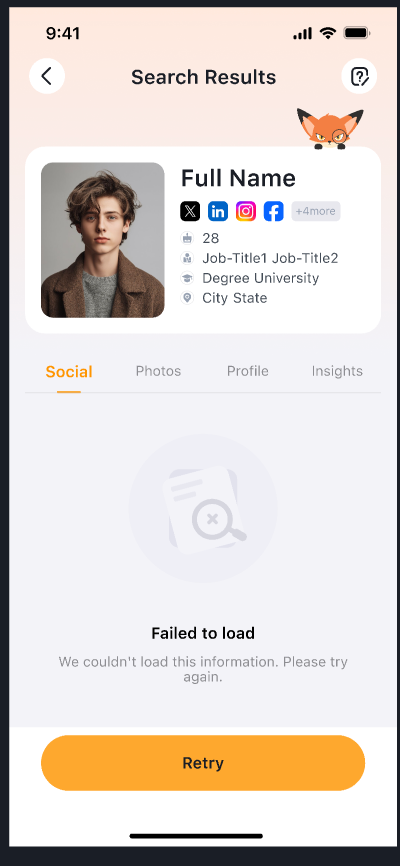 9:41
Search Results
Full Name
+4more
28
Job-Title1 Job-Title2
Degree University
City State
Social
Photos
Profile
Insights
Failed to load
We couldn't load this information. Please try
again.
Retry